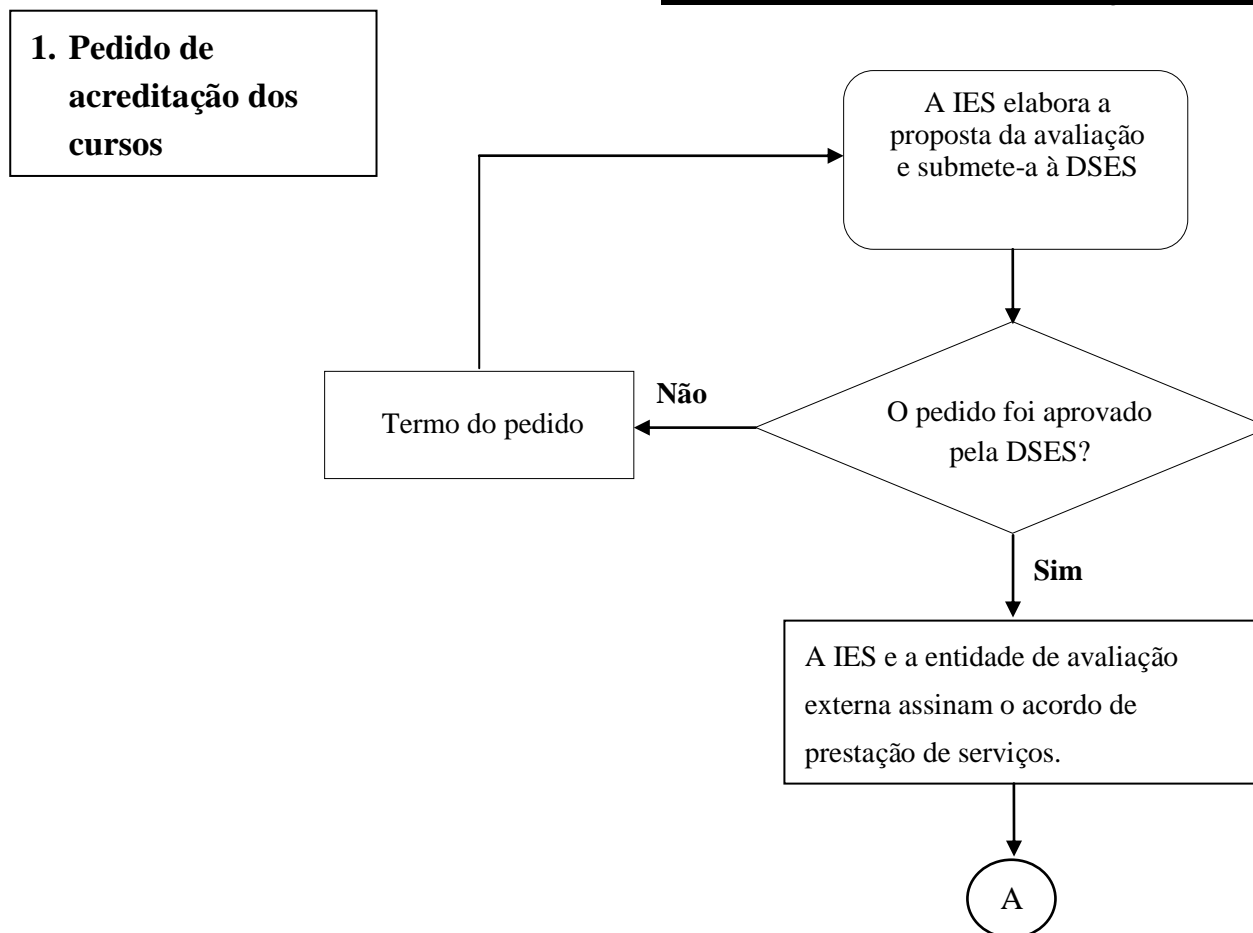 1. Pedido de
acreditação dos
cursos
A IES elabora a
proposta da avaliação
e submete-a à DSES
Não
Termo do pedido
O pedido foi aprovado
pela DSES?
Sim
A IES e a entidade de avaliação
externa assinam o acordo de
prestação de serviços.
A